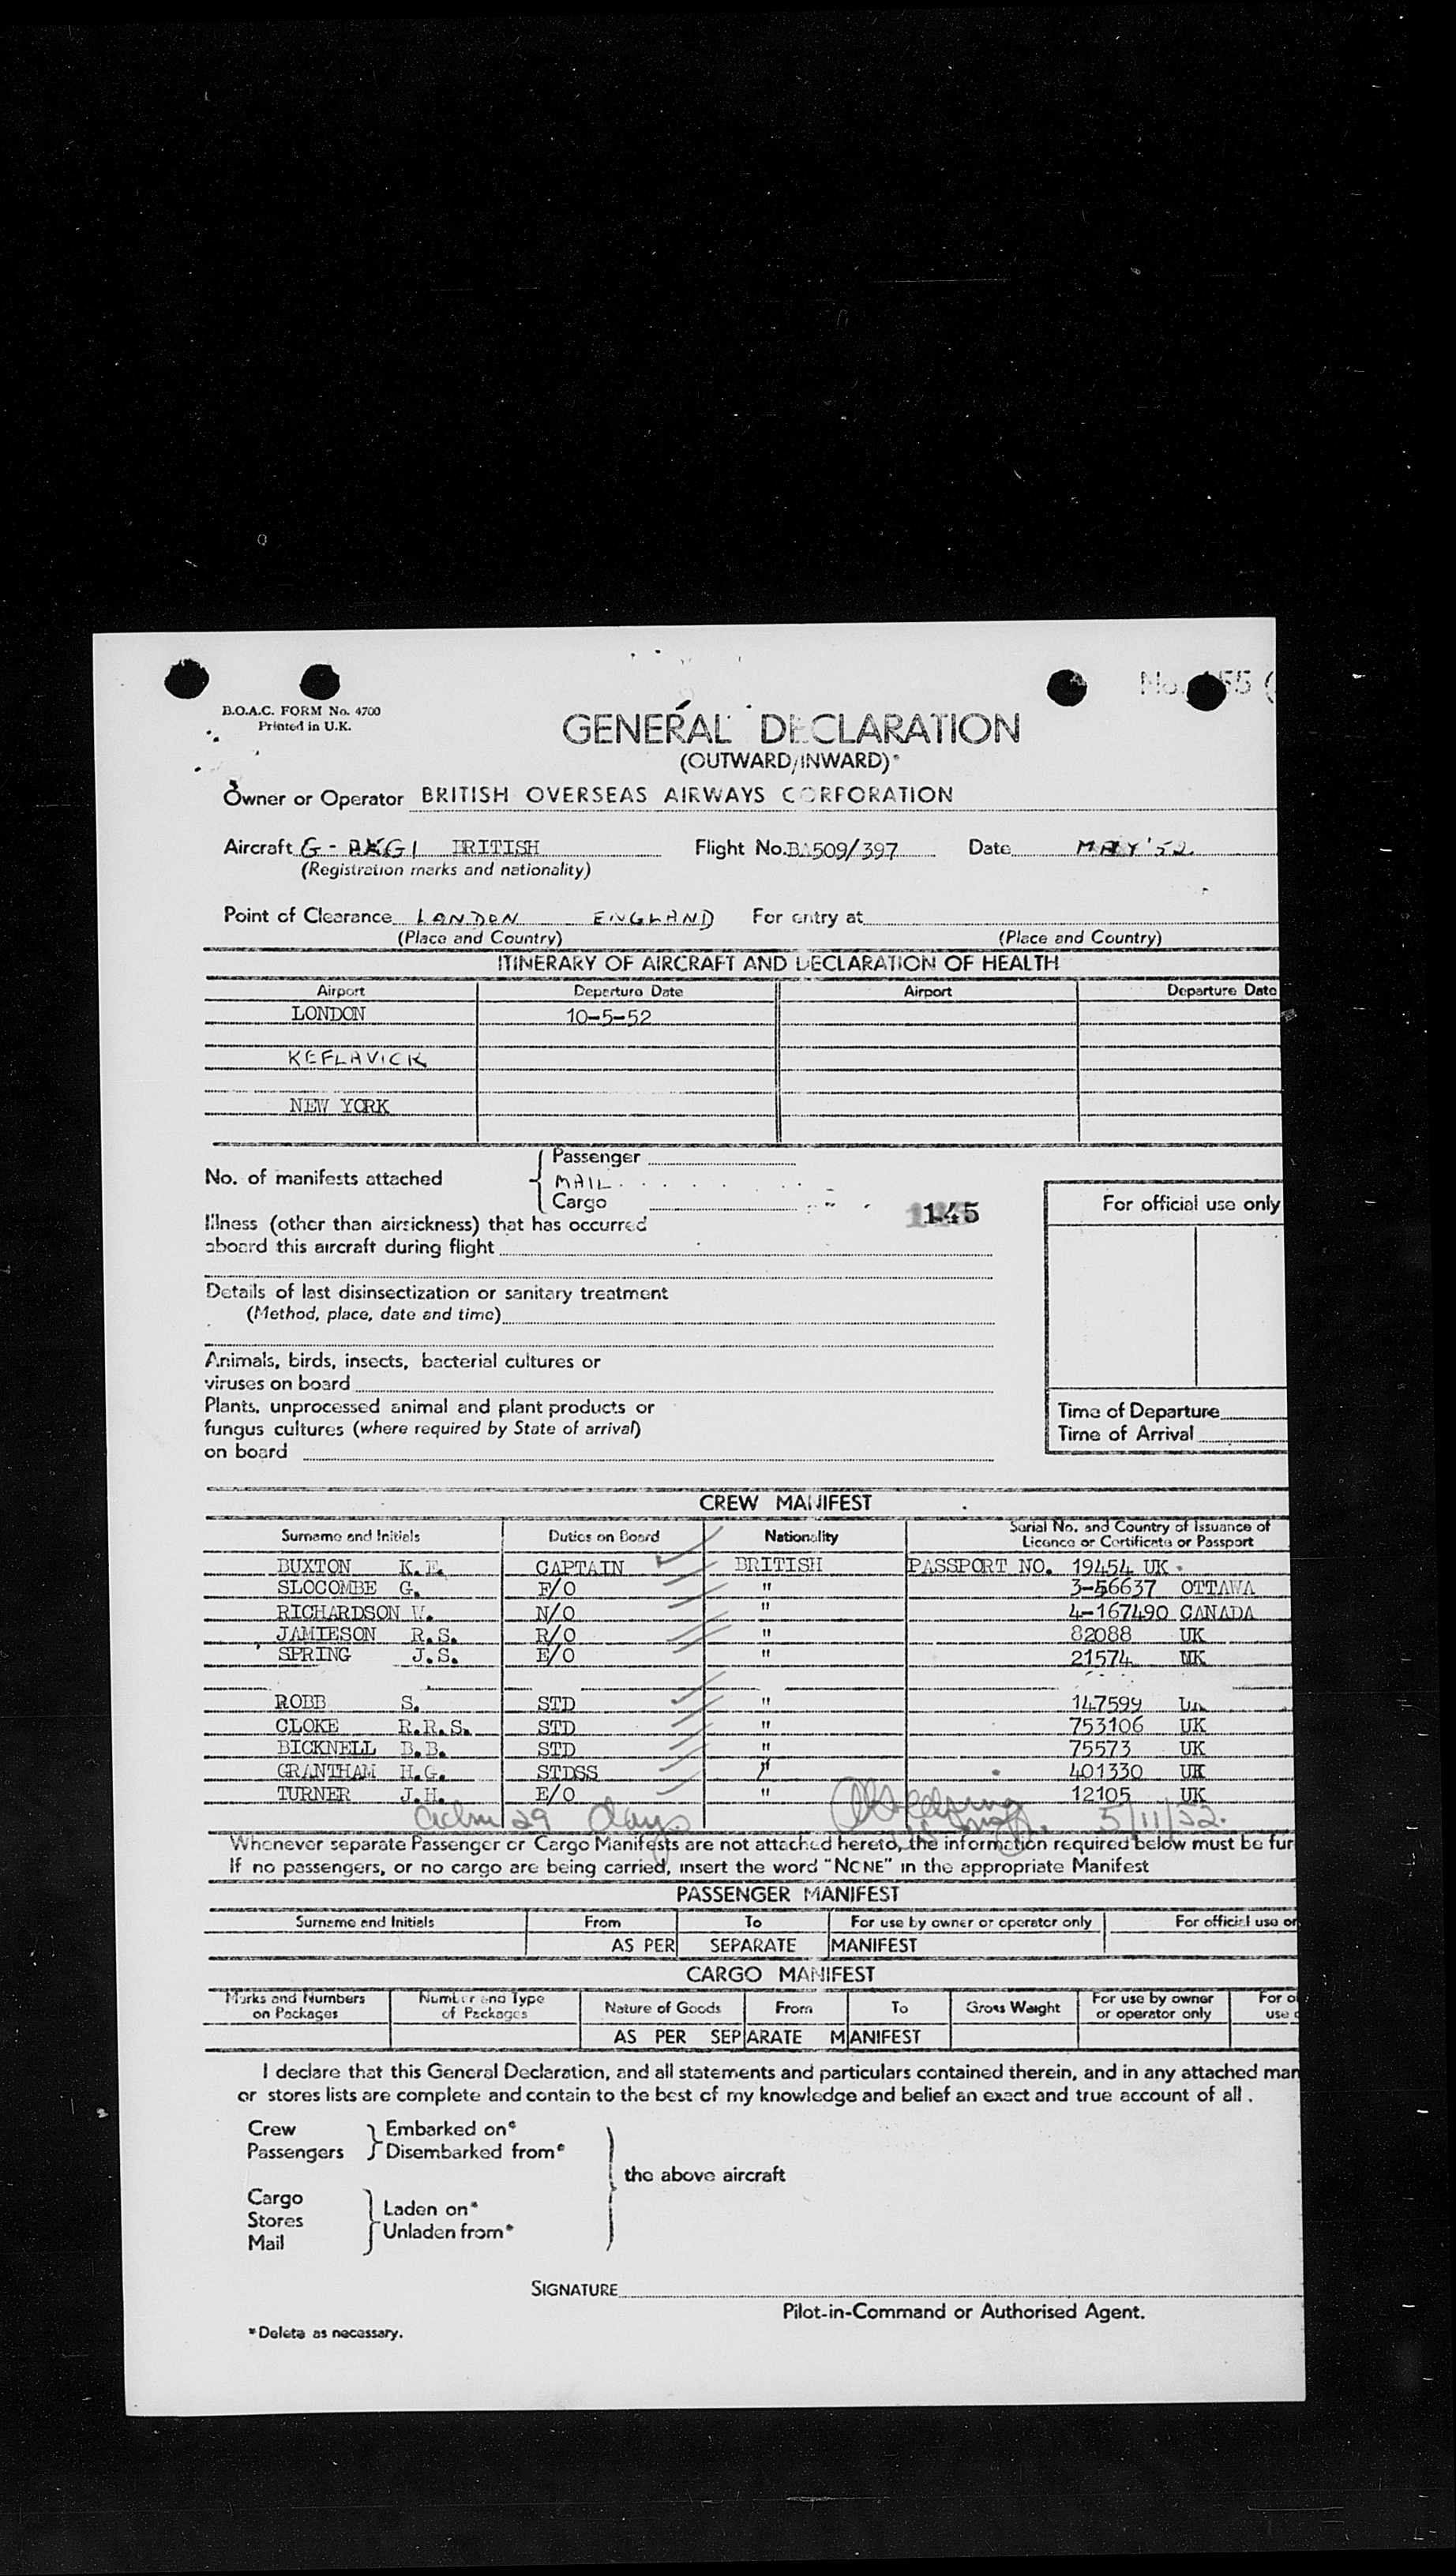 B.O.A.C. FORM No. 4700
Printed in U.K.
GENERAL DECLARATION
(OUTWARD/INWARD)*
Owner or Operator BRITISH OVERSEAS AIRWAYS CORPORATION
Aircraft G - AKGI BRITISH Flight No. BA509/397 Date MAY '52
(Registration marks and nationality)
Point of Clearance LONDON ENGLAND For entry at
(Place and Country) (Place and Country)
ITINERARY OF AIRCRAFT AND DECLARATION OF HEALTH
Airport Departure Date Airport Departure Date
LONDON 10-5-52
KEFLAVICK
NEW YORK
Passenger
No. of manifests attached MAIL
Cargo
145
Illness (other than airsickness) that has occurred
aboard this aircraft during flight
For official use only
Details of last disinsectization or sanitary treatment
(Method, place, date and time)
Animals, birds, insects, bacterial cultures or
viruses on board
Plants, unprocessed animal and plant products or
fungus cultures (where required by State of arrival)
on board
Time of Departure
Time of Arrival
CREW MANIFEST
Surname and Initials Duties on Board Nationality Serial No. and Country of Issuance of Licence or Certificate or Passport
BUXTON K.E. CAPTAIN BRITISH PASSPORT NO. 19454 UK
SLOCOMBE G. F/O " 3-56637 OTTAWA
RICHARDSON W. N/O " 4-167490 CANADA
JAMIESON R.S. R/O " 82088 UK
SPRING J.S. E/O " 21574 UK
ROBB S. STD " 147599
CLOKE R.R.S. STD " 753106 UK
BICKNELL B.B. STD " 75573 UK
GRANTHAM H.G. STDSS " 401330 UK
TURNER J.H. E/O " 12105 UK
Adm 29 days 5/11/52.
Whenever separate Passenger or Cargo Manifests are not attached hereto, the information required below must be fur
If no passengers, or no cargo are being carried, insert the word "NONE" in the appropriate Manifest
PASSENGER MANIFEST
Surname and Initials From To For use by owner or operator only For official use or
AS PER SEPARATE MANIFEST
CARGO MANIFEST
Marks and Numbers on Packages Number and Type of Packages Nature of Goods From To Gross Weight For use by owner or operator only For o use o
AS PER SEPARATE MANIFEST
I declare that this General Declaration, and all statements and particulars contained therein, and in any attached man
or stores lists are complete and contain to the best of my knowledge and belief an exact and true account of all .
Crew Embarked on*
Passengers Disembarked from*
the above aircraft
Cargo
Stores Laden on*
Mail Unladen from*
SIGNATURE
Pilot-in-Command or Authorised Agent.
*Delete as necessary.